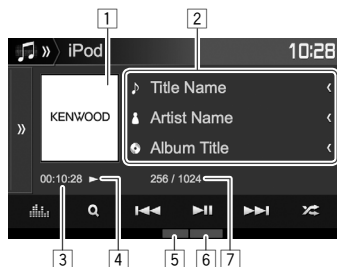 1 2
iPod 10:28
Title Name
KENWOOD
Artist Name
Album Title
00:10:28 256 / 1024
3 4 5 6 7